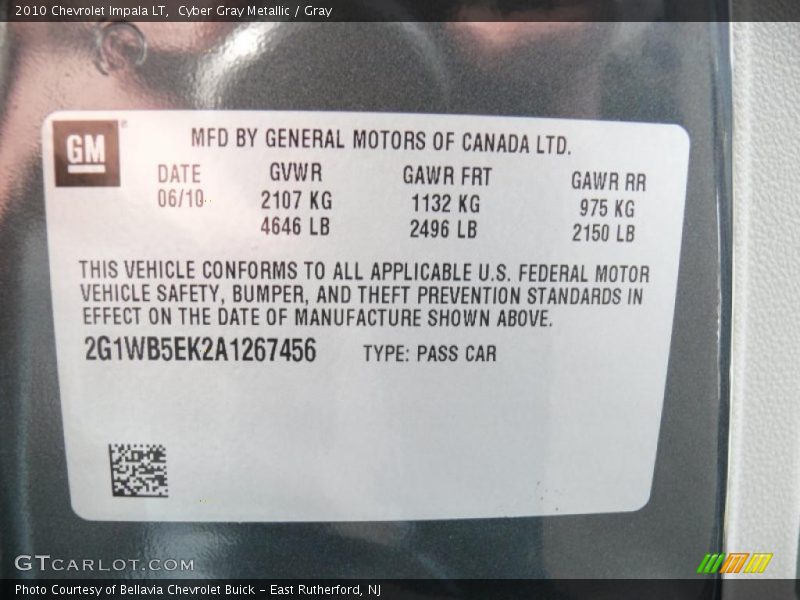 2010 Chevrolet Impala LT, Cyber Gray Metallic / Gray
GM
MFD BY GENERAL MOTORS OF CANADA LTD.
DATE GVWR GAWR FRT GAWR RR
06/10 2107 KG 1132 KG 975 KG
4646 LB 2496 LB 2150 LB
THIS VEHICLE CONFORMS TO ALL APPLICABLE U.S. FEDERAL MOTOR
VEHICLE SAFETY, BUMPER, AND THEFT PREVENTION STANDARDS IN
EFFECT ON THE DATE OF MANUFACTURE SHOWN ABOVE.
2G1WB5EK2A1267456 TYPE: PASS CAR
GTCARLOT.COM
Photo Courtesy of Bellavia Chevrolet Buick - East Rutherford, NJ